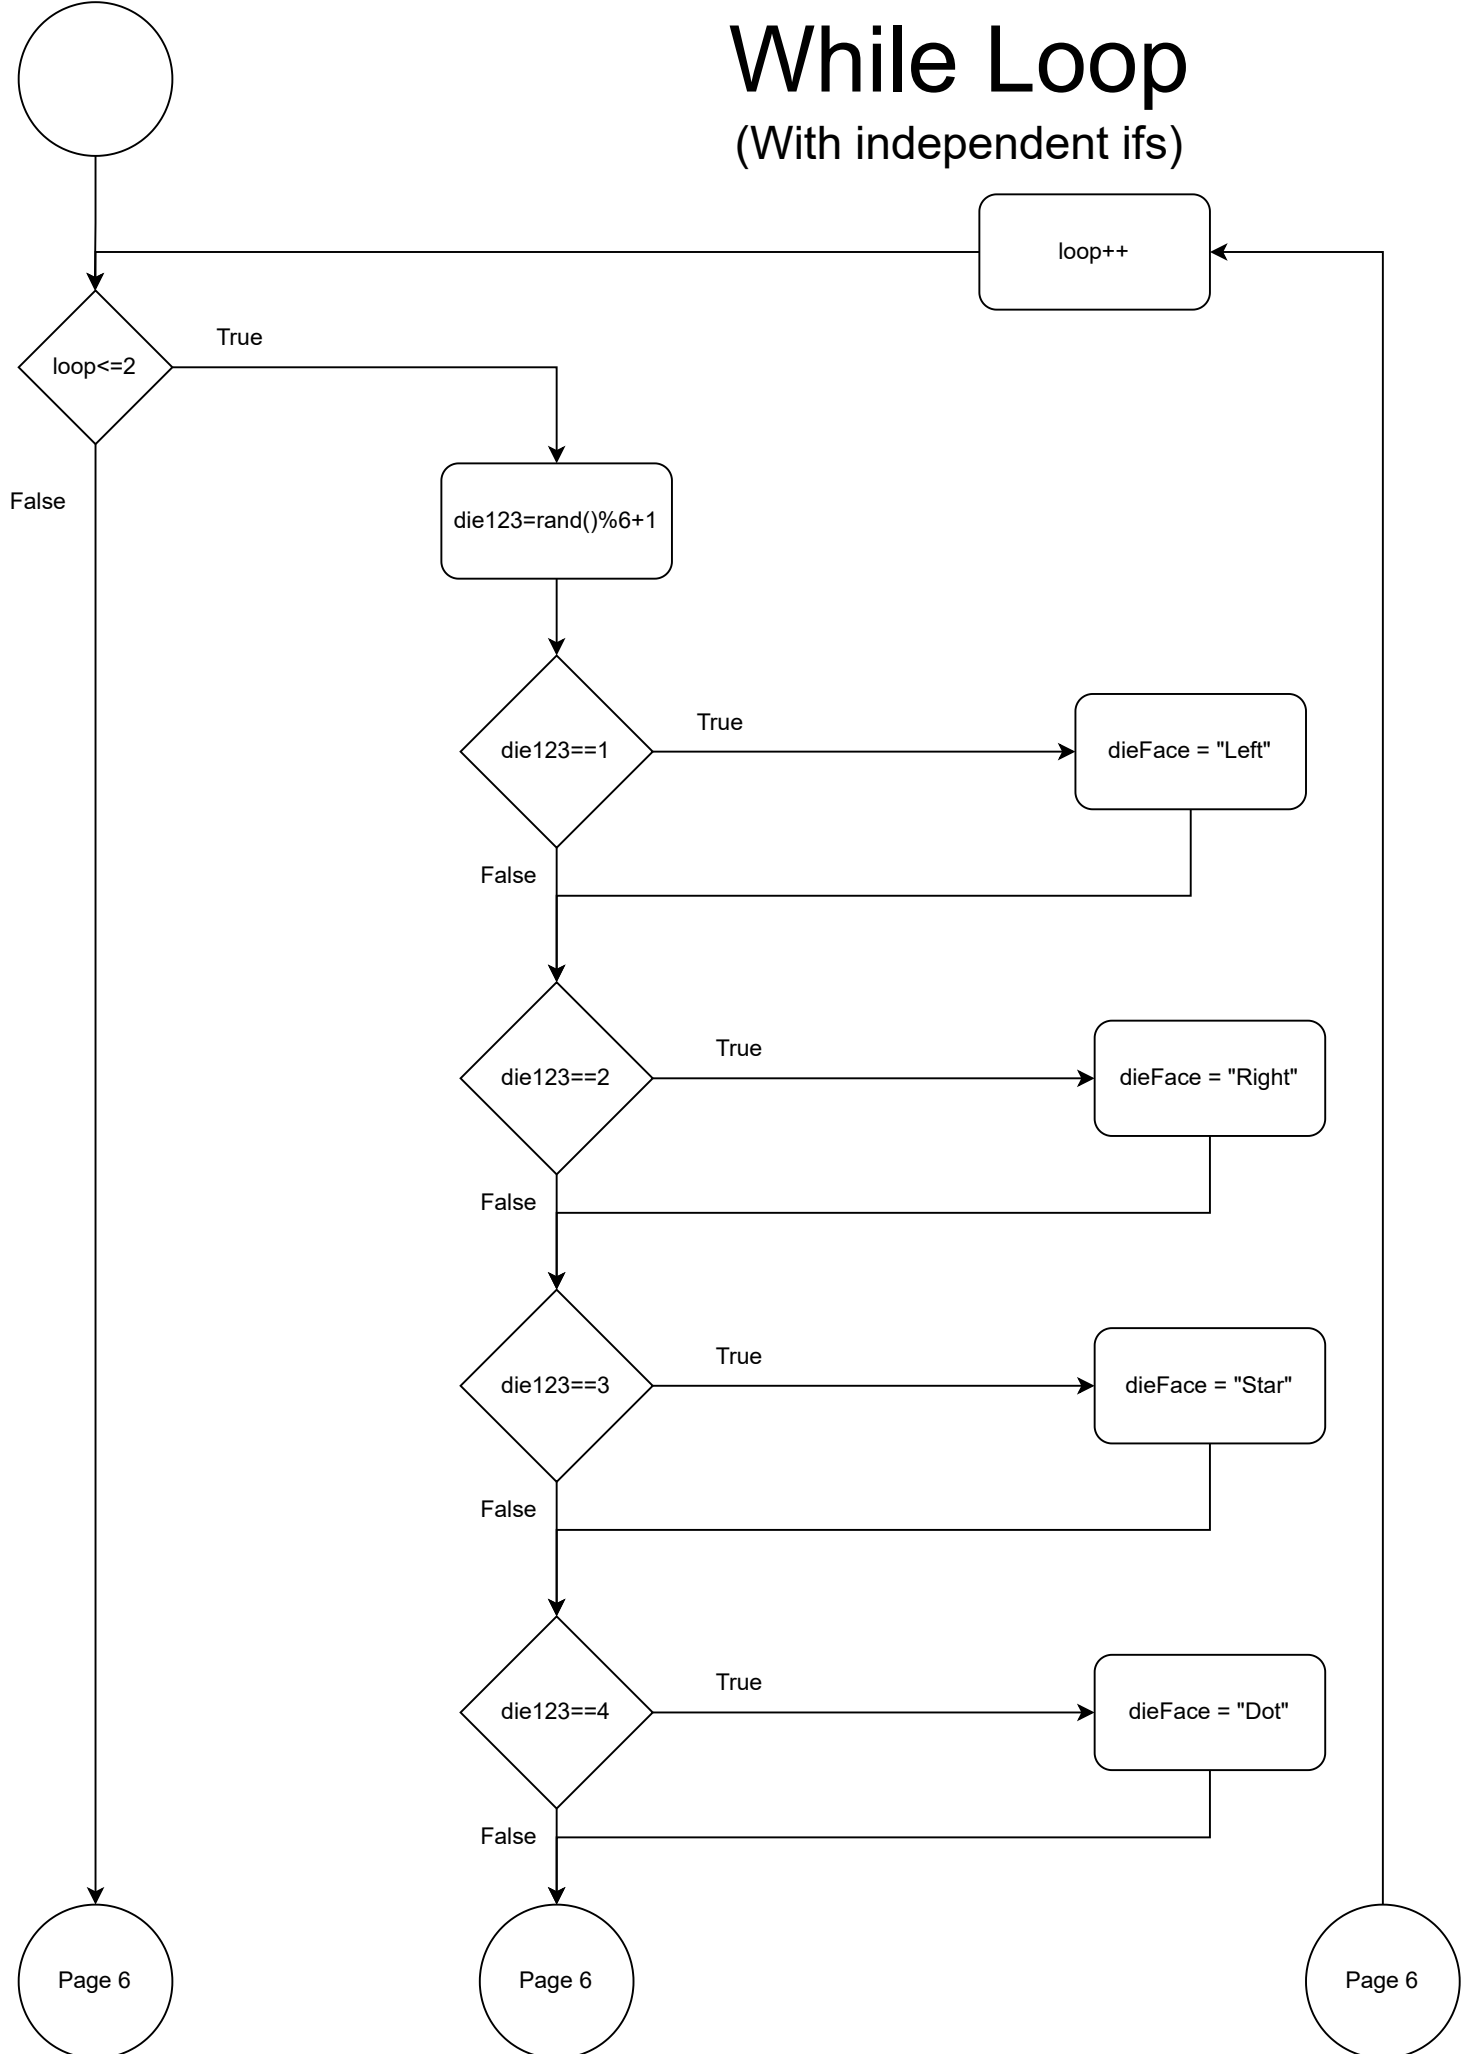 While Loop
(With independent ifs)
loop++
True
loop<=2
False
die123=rand()%6+1
True
die123==1
dieFace = "Left"
False
True
die123==2
dieFace = "Right"
False
True
die123==3
dieFace = "Star"
False
True
die123==4
dieFace = "Dot"
False
Page 6
Page 6
Page 6